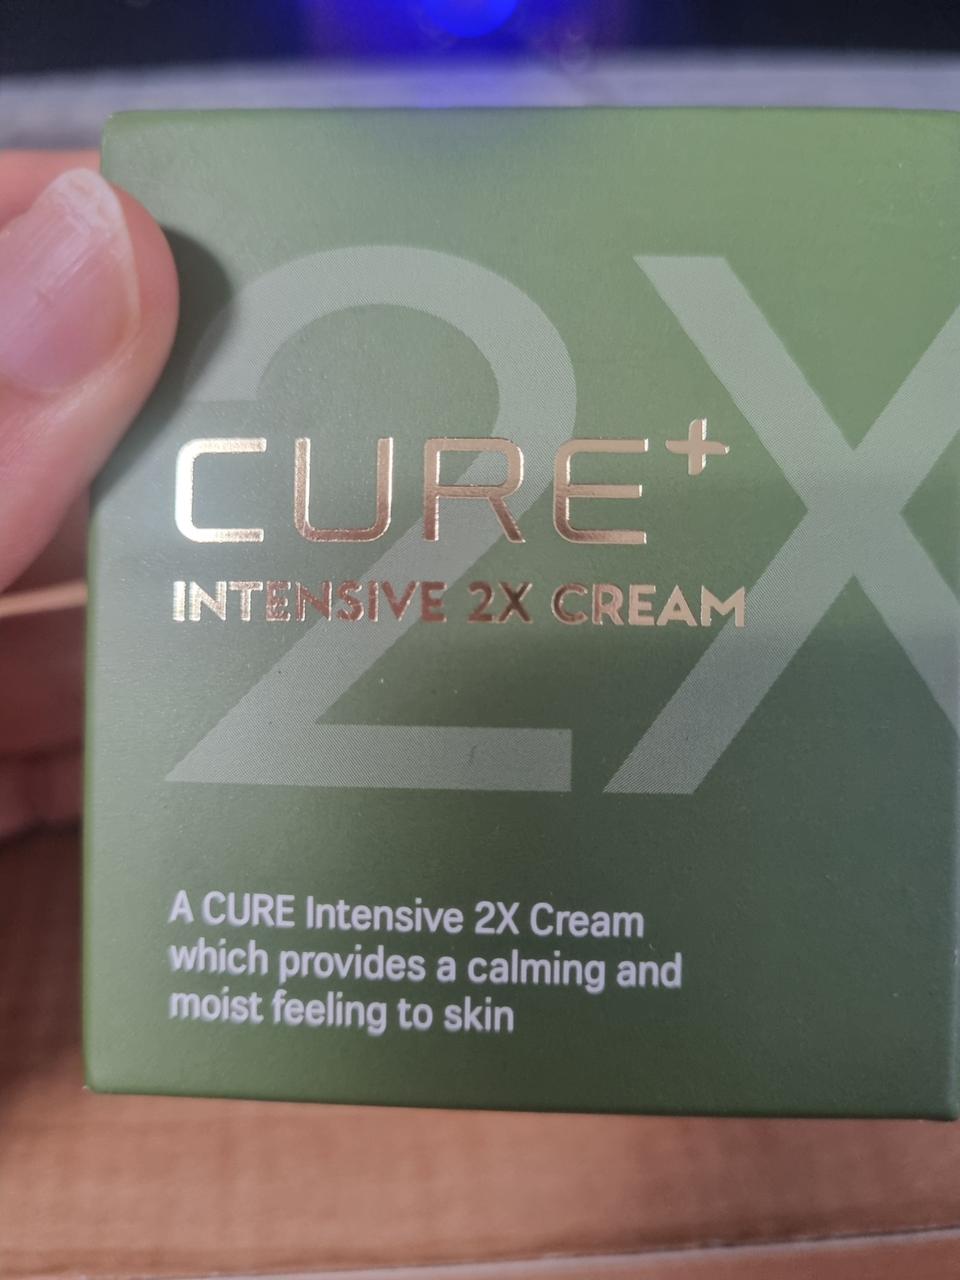 2X
CURE+
INTENSIVE 2X CREAM
A CURE Intensive 2X Cream
which provides a calming and
moist feeling to skin